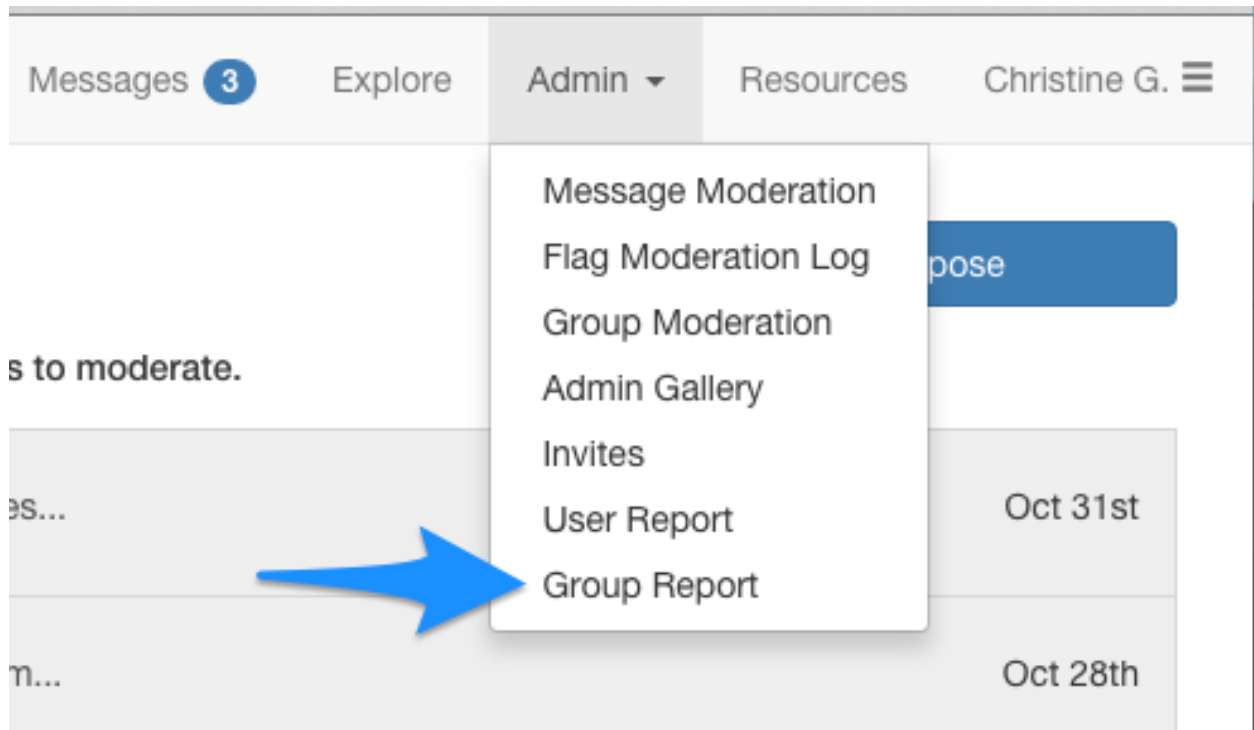 Messages 3 Explore Admin Resources Christine G.
Message Moderation
Flag Moderation Log
pose
Group Moderation
s to moderate.
Admin Gallery
Invites
es...
User Report
Oct 31st
Group Report
m...
Oct 28th